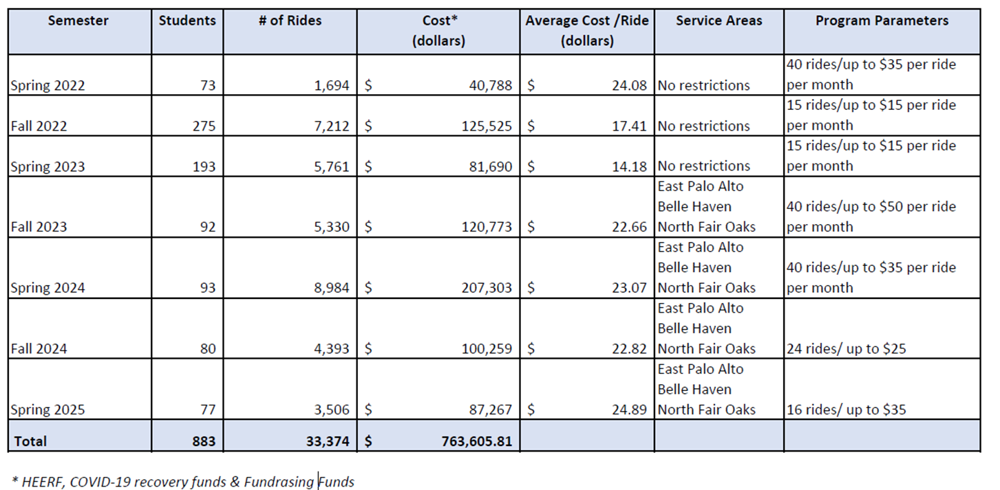 Semester Students # of Rides Cost* Average Cost /Ride Service Areas Program Parameters
(dollars) (dollars)
40 rides/up to $35 per ride
Spring 2022 73 1,694 $ 40,788 $ 24.08 No restrictions per month
15 rides/up to $15 per ride
Fall 2022 275 7,212 $ 125,525 $ 17.41 No restrictions per month
15 rides/up to $15 per ride
Spring 2023 193 5,761 $ 81,690 $ 14.18 No restrictions per month
East Palo Alto
Belle Haven 40 rides/up to $50 per ride
Fall 2023 92 5,330 $ 120,773 $ 22.66 North Fair Oaks per month
East Palo Alto
Belle Haven 40 rides/up to $35 per ride
Spring 2024 93 8,984 $ 207,303 $ 23.07 North Fair Oaks per month
East Palo Alto
Belle Haven
Fall 2024 80 4,393 $ 100,259 $ 22.82 North Fair Oaks 24 rides/ up to $25
East Palo Alto
Belle Haven
Spring 2025 77 3,506 $ 87,267 $ 24.89 North Fair Oaks 16 rides/ up to $35
Total 883 33,374 $ 763,605.81
* HEERF, COVID-19 recovery funds & Fundrasing Funds